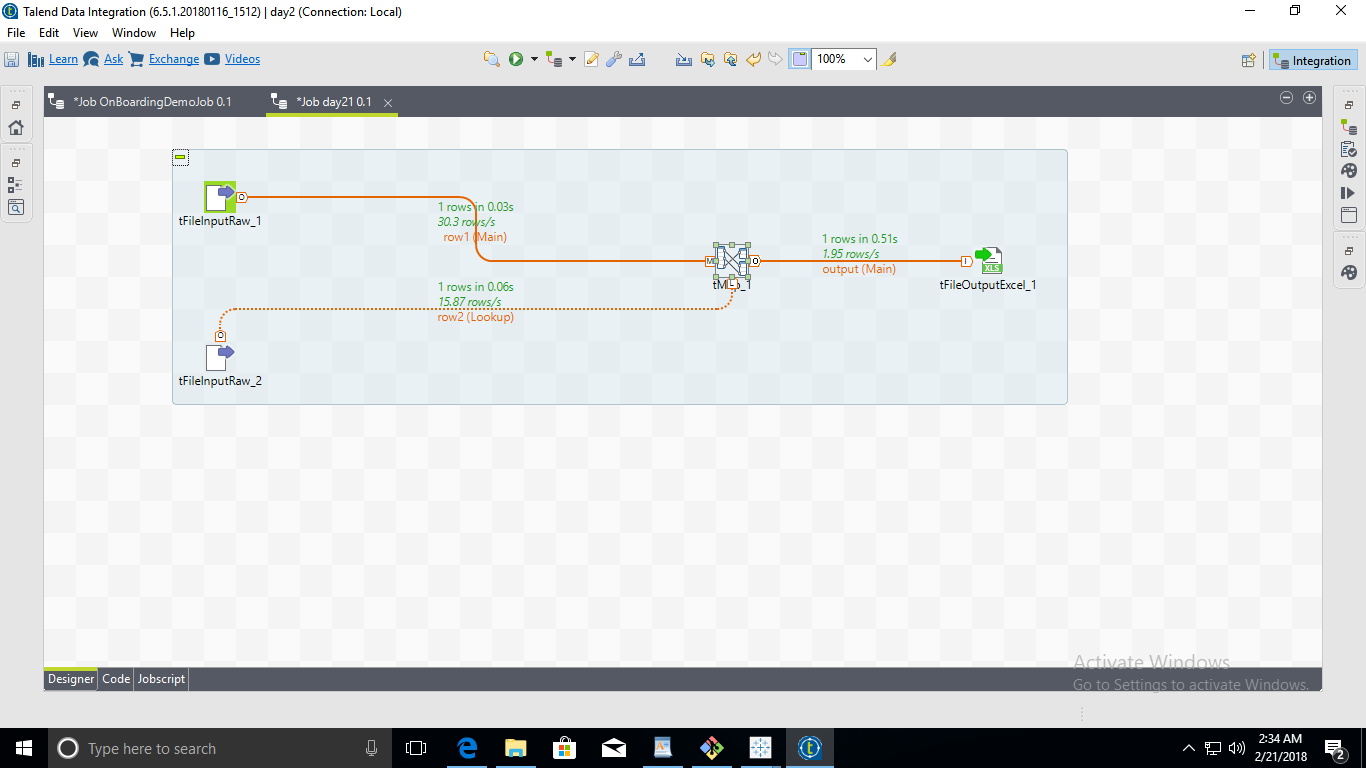 Talend Data Integration (6.5.1.20180116_1512) | day2 (Connection: Local)
File Edit View Window Help
Learn Ask Exchange Videos 100% Integration
*Job OnBoardingDemoJob 0.1 *Job day21 0.1
tFileInputRaw_1
1 rows in 0.03s
30.3 rows/s
row1 (Main)
1 rows in 0.51s
1.95 rows/s
output (Main)
XLS
tFileOutputExcel_1
1 rows in 0.06s
15.87 rows/s
row2 (Lookup)
tFileInputRaw_2
Activate Windows
Go to Settings to activate Windows.
Designer Code Jobscript
Type here to search
2:34 AM
2/21/2018
2